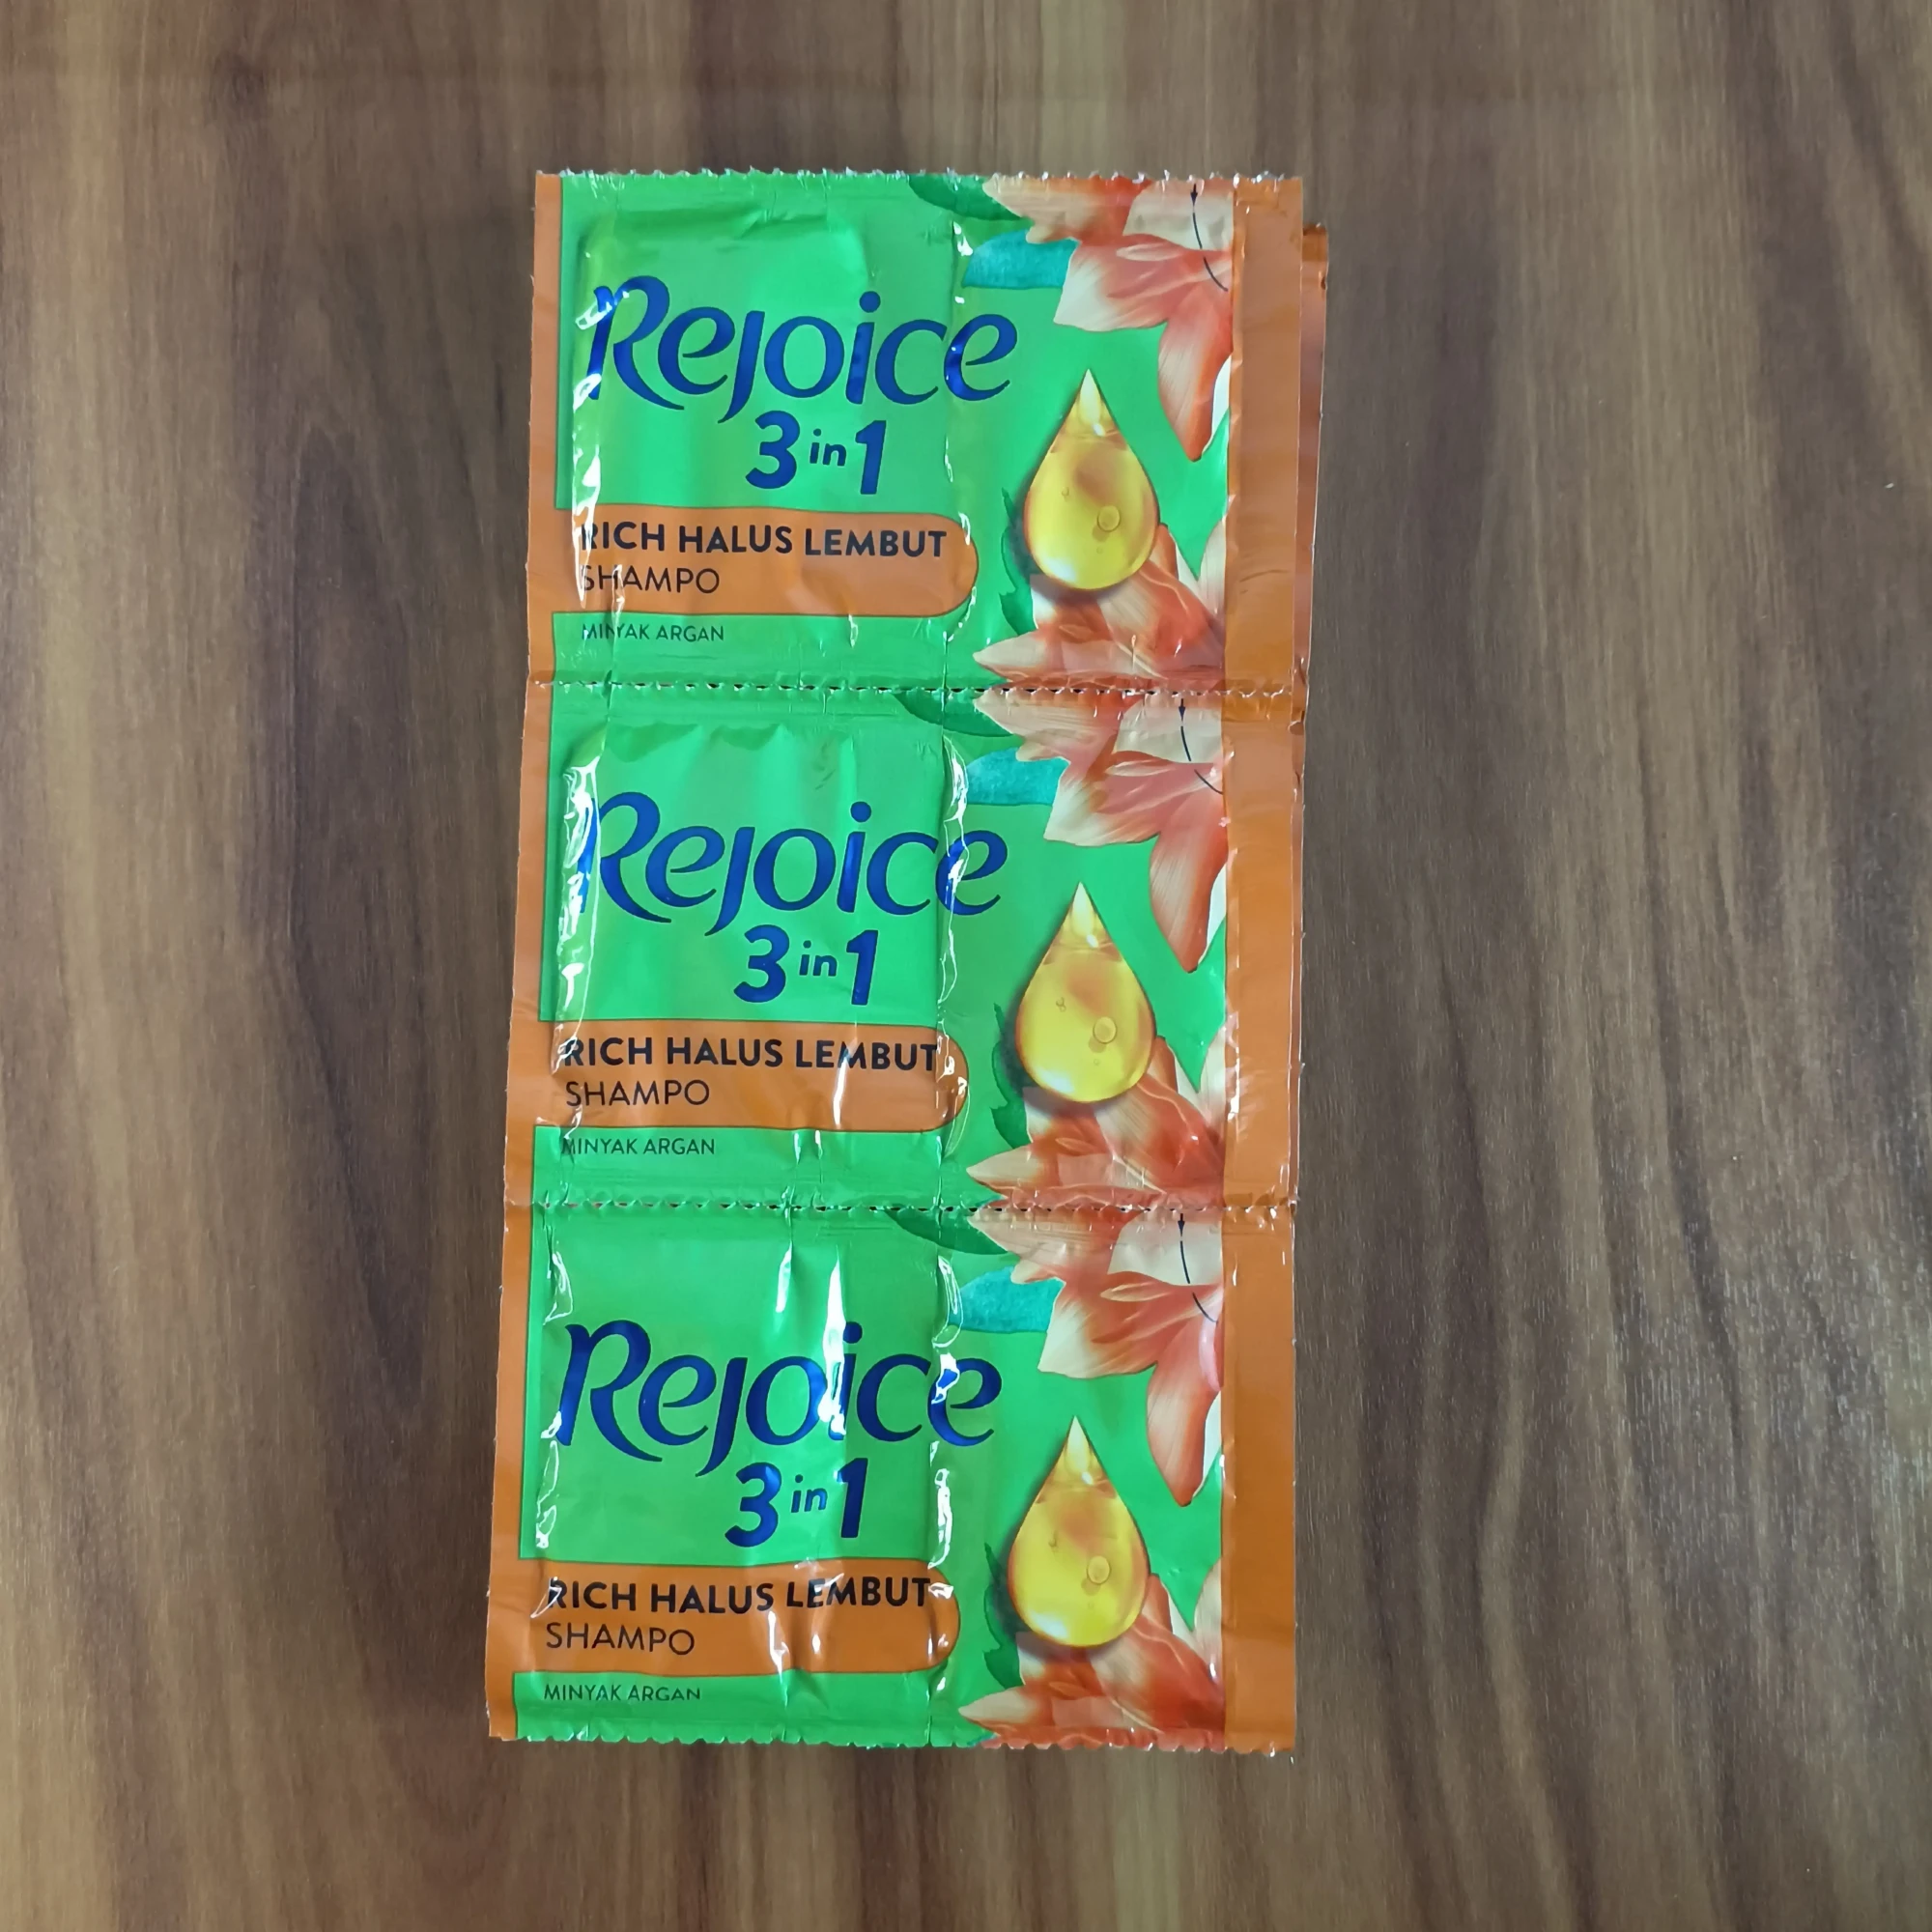 Rejoice
3 in 1
RICH HALUS LEMBUT
SHAMPO
MINYAK ARGAN
Rejoice
3 in 1
RICH HALUS LEMBUT
SHAMPO
MINYAK ARGAN
Rejoice
3 in 1
RICH HALUS LEMBUT
SHAMPO
MINYAK ARGAN